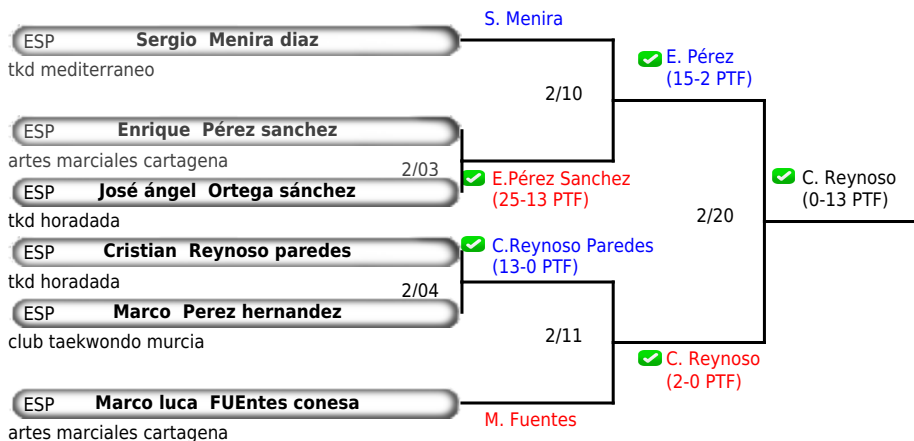 S. Menira
ESP Sergio Menira diaz
tkd mediterraneo
E. Pérez
(15-2 PTF)
2/10
ESP Enrique Pérez sanchez
artes marciales cartagena
2/03
E.Pérez Sanchez
(25-13 PTF)
ESP José ángel Ortega sánchez
tkd horadada
C. Reynoso
(0-13 PTF)
2/20
ESP Cristian Reynoso paredes
tkd horadada
C.Reynoso Paredes
(13-0 PTF)
2/04
ESP Marco Perez hernandez
club taekwondo murcia
2/11
C. Reynoso
(2-0 PTF)
ESP Marco luca FUEntes conesa
artes marciales cartagena
M. Fuentes